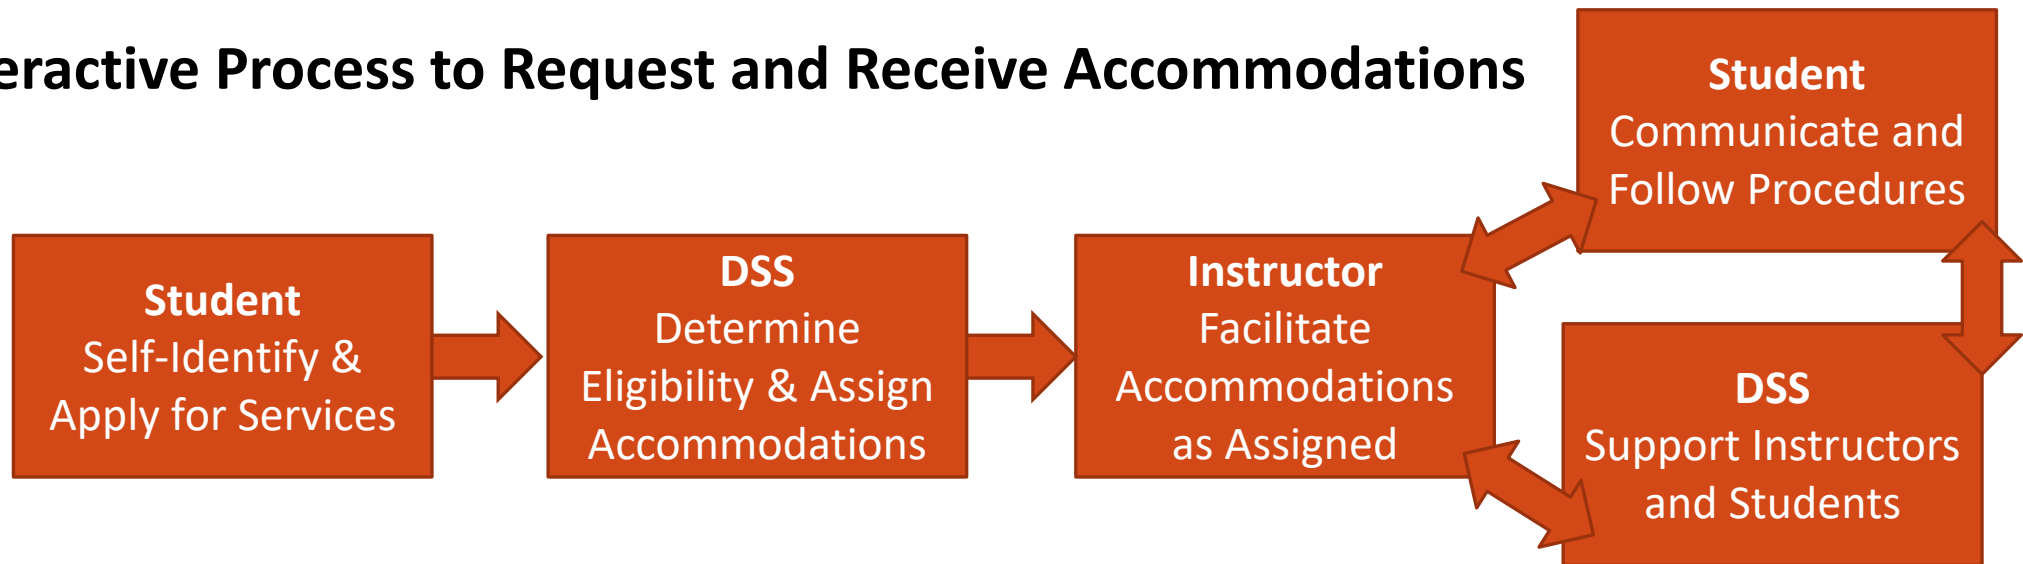 eractive Process to Request and Receive Accommodations
Student
Self-Identify &
Apply for Services
DSS
Determine
Eligibility & Assign
Accommodations
Instructor
Facilitate
Accommodations
as Assigned
Student
Communicate and
Follow Procedures
DSS
Support Instructors
and Students